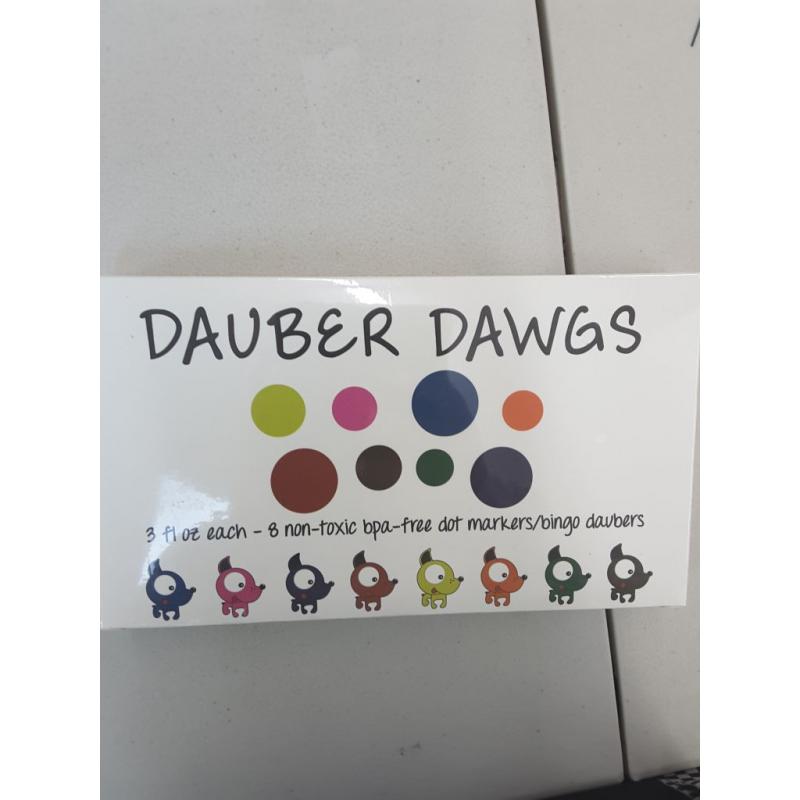 DAUBER DAWGS
3 fl oz each - 8 non-toxic bpa-free dot markers/bingo daubers